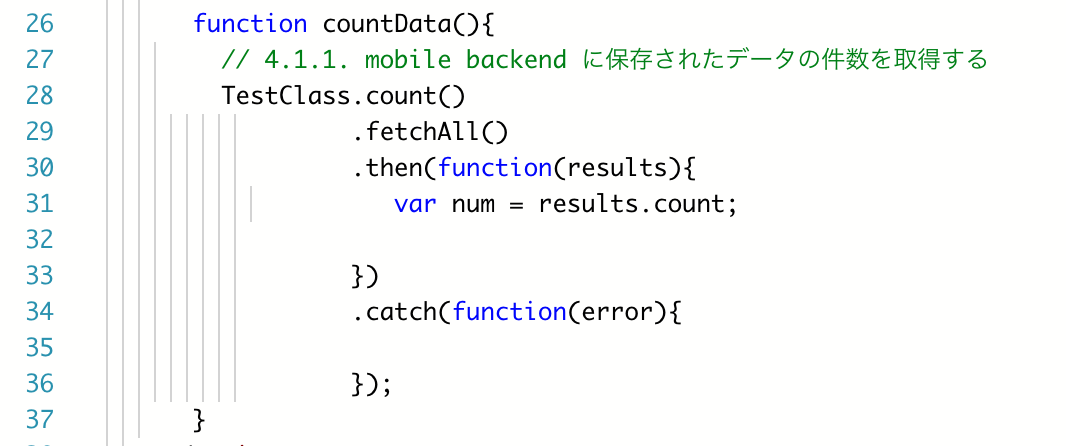 26 function countData(){
27 // 4.1.1. mobile backend に保存されたデータの件数を取得する
28 TestClass.count()
29 .fetchAll()
30 .then(function(results){
31 var num = results.count;
32
33 })
34 .catch(function(error){
35
36 });
37 }